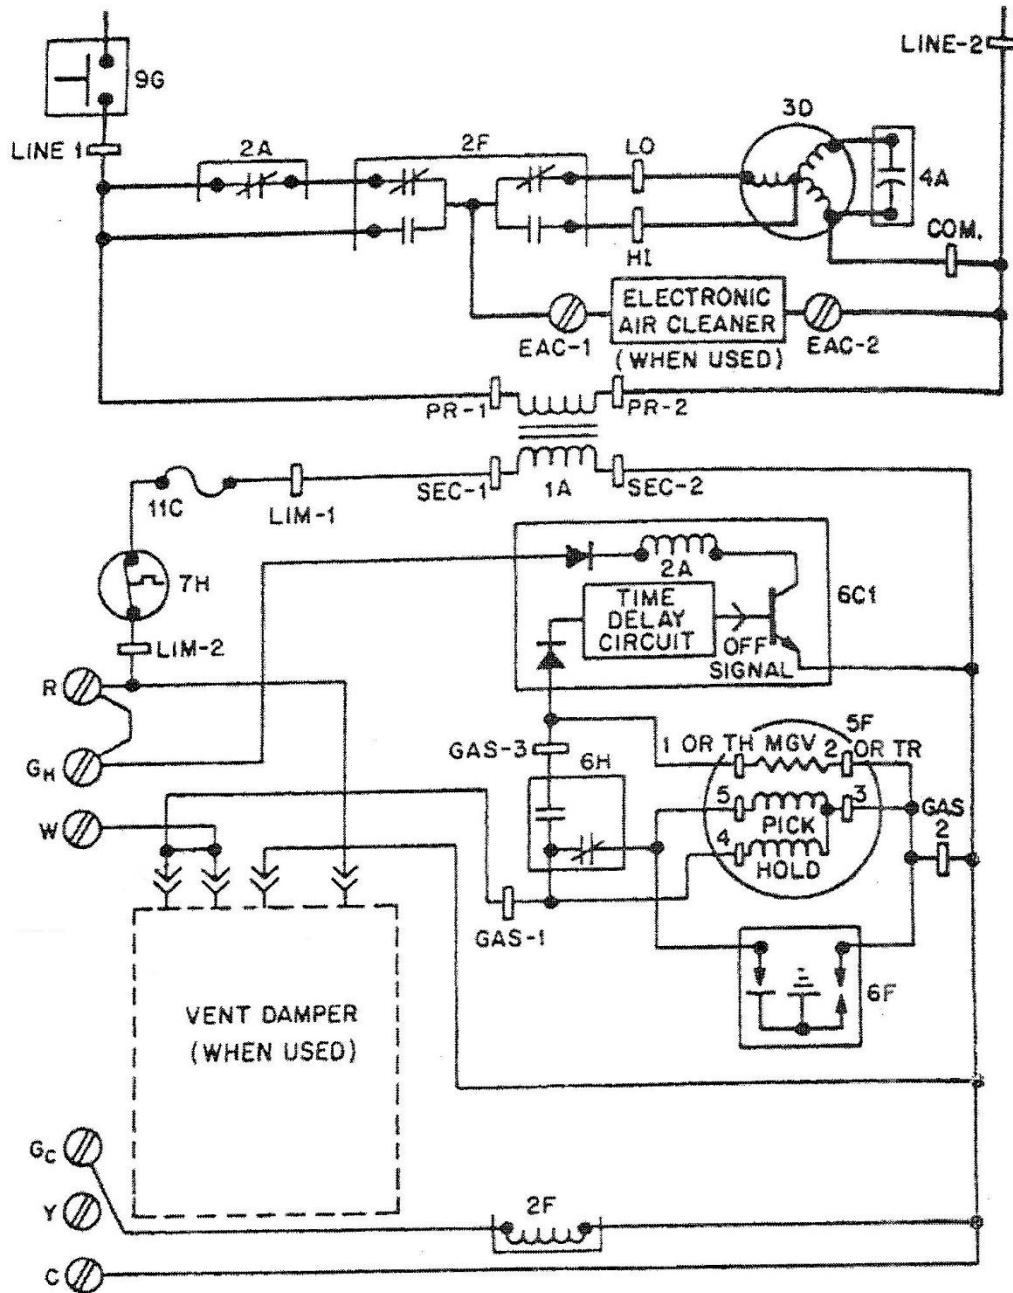 LINE-2
9G
LINE 1
2A
2F
LO
3D
4A
HI
COM.
ELECTRONIC
AIR CLEANER
(WHEN USED)
EAC-1
EAC-2
PR-1
PR-2
SEC-1
1A
SEC-2
11C
LIM-1
7H
LIM-2
2A
TIME
DELAY
CIRCUIT
OFF
SIGNAL
6C1
R
GH
W
GAS-3
6H
1 OR TH MGV 2 OR TR
5F
5
PICK
3
4
HOLD
GAS
2
GAS-1
6F
VENT DAMPER
(WHEN USED)
GC
Y
2F
C